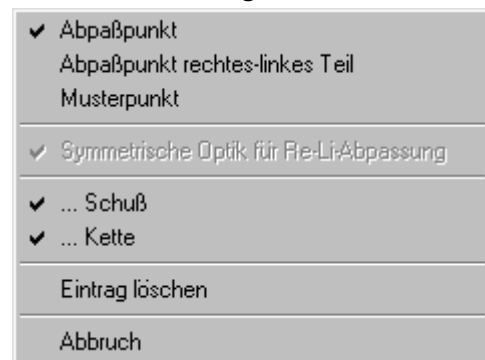 Abpaßpunkt
Abpaßpunkt rechtes-linkes Teil
Musterpunkt
Symmetrische Optik für Re-Li-Abpassung
... Schuß
... Kette
Eintrag löschen
Abbruch